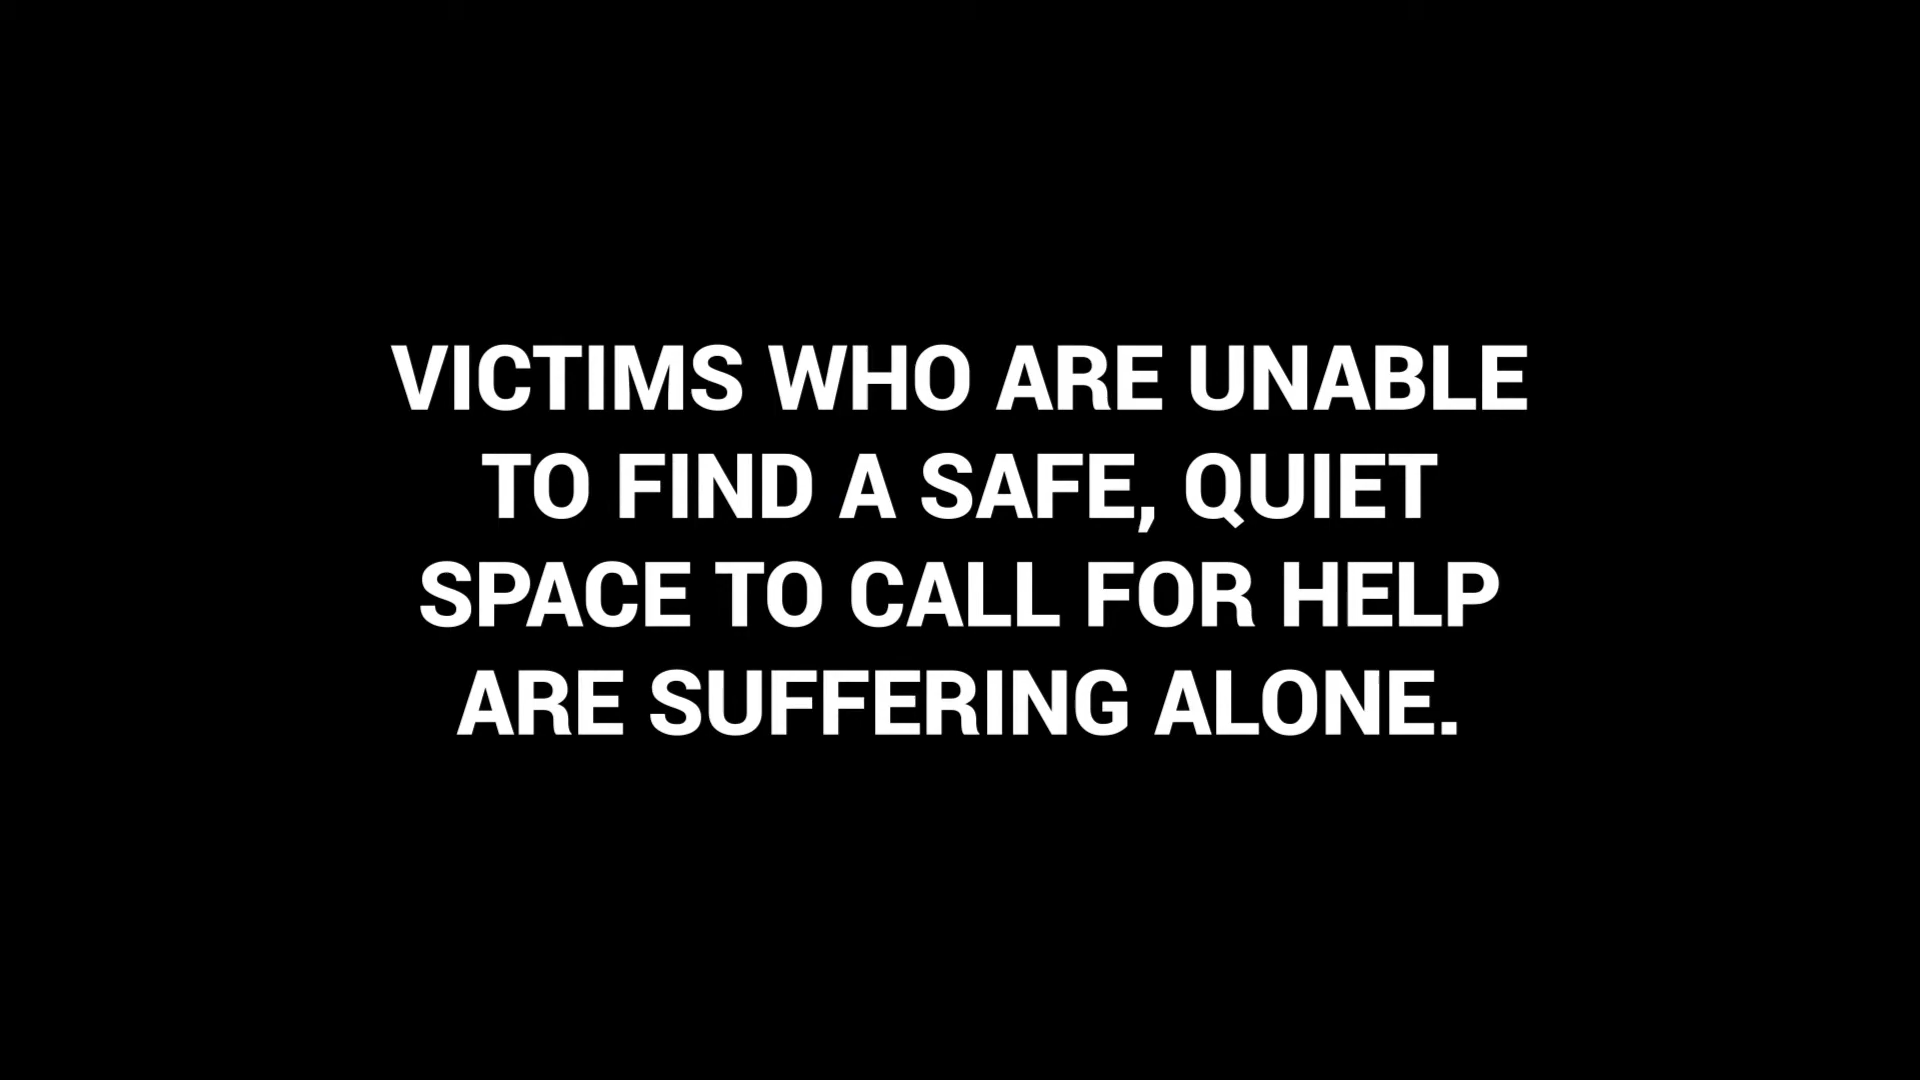 VICTIMS WHO ARE UNABLE
TO FIND A SAFE, QUIET
SPACE TO CALL FOR HELP
ARE SUFFERING ALONE.